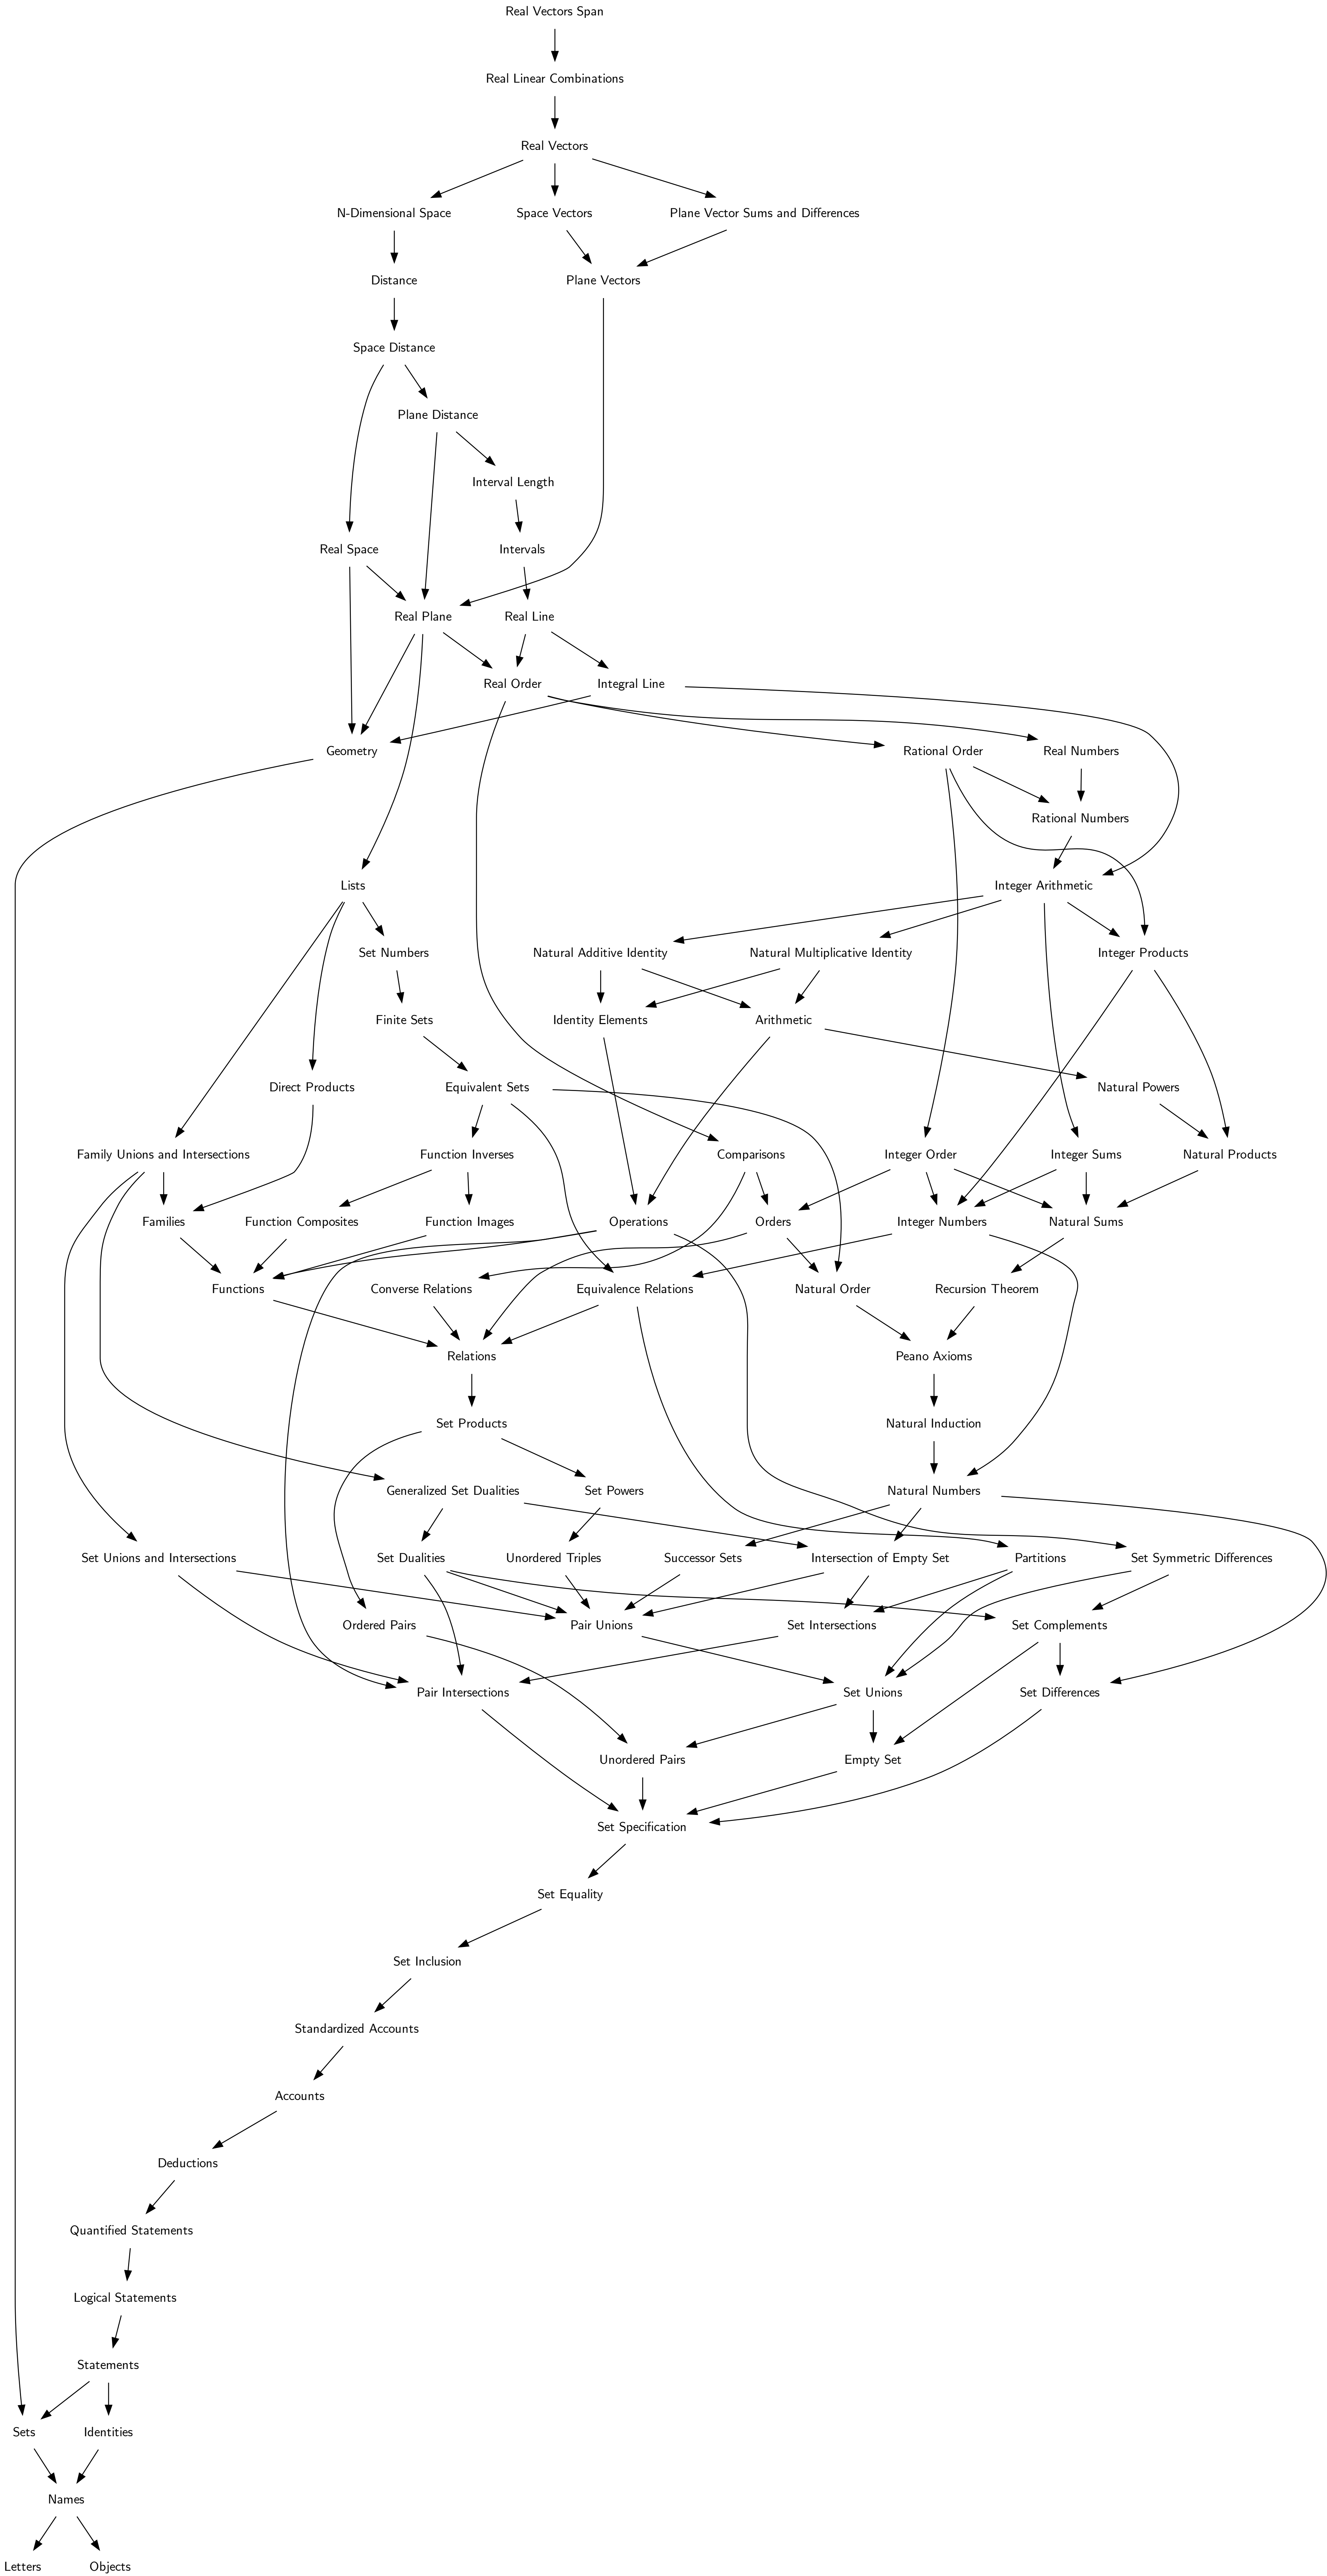 Real Vectors Span
Real Linear Combinations
Real Vectors
N-Dimensional Space
Space Vectors
Plane Vector Sums and Differences
Distance
Plane Vectors
Space Distance
Plane Distance
Interval Length
Real Space
Intervals
Real Plane
Real Line
Real Order
Integral Line
Geometry
Rational Order
Real Numbers
Rational Numbers
Lists
Integer Arithmetic
Set Numbers
Natural Additive Identity
Natural Multiplicative Identity
Integer Products
Finite Sets
Identity Elements
Arithmetic
Direct Products
Equivalent Sets
Natural Powers
Family Unions and Intersections
Function Inverses
Comparisons
Integer Order
Integer Sums
Natural Products
Families
Function Composites
Function Images
Operations
Orders
Integer Numbers
Natural Sums
Functions
Converse Relations
Equivalence Relations
Natural Order
Recursion Theorem
Relations
Peano Axioms
Set Products
Natural Induction
Generalized Set Dualities
Set Powers
Natural Numbers
Set Unions and Intersections
Set Dualities
Unordered Triples
Successor Sets
Intersection of Empty Set
Partitions
Set Symmetric Differences
Ordered Pairs
Pair Unions
Set Intersections
Set Complements
Pair Intersections
Set Unions
Set Differences
Unordered Pairs
Empty Set
Set Specification
Set Equality
Set Inclusion
Standardized Accounts
Accounts
Deductions
Quantified Statements
Logical Statements
Statements
Sets
Identities
Names
Letters
Objects